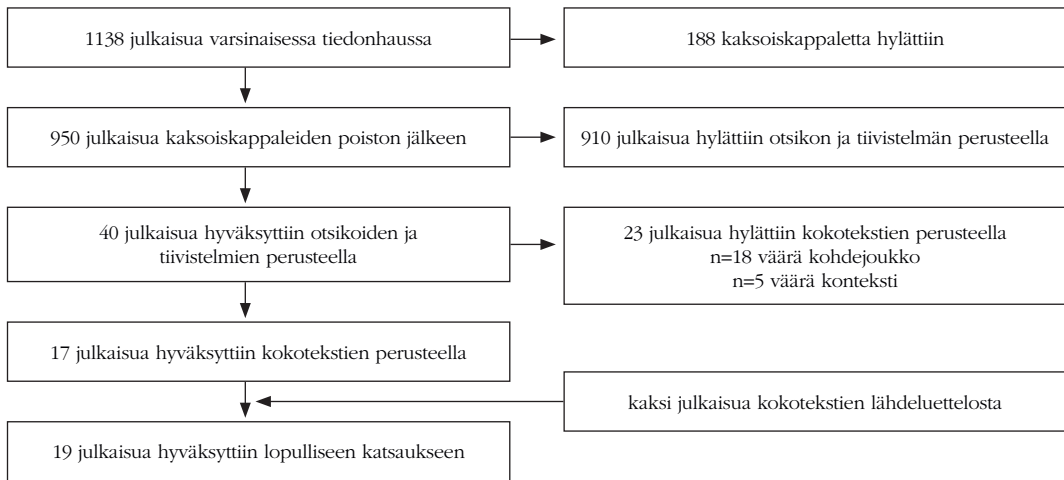 1138 julkaisua varsinaisessa tiedonhaussa
188 kaksoiskappaletta hylättiin
950 julkaisua kaksoiskappaleiden poiston jälkeen
910 julkaisua hylättiin otsikon ja tiivistelmän perusteella
40 julkaisua hyväksyttiin otsikoiden ja
tiivistelmien perusteella
23 julkaisua hylättiin kokotekstien perusteella
n=18 väärä kohdejoukko
n=5 väärä konteksti
17 julkaisua hyväksyttiin kokotekstien perusteella
kaksi julkaisua kokotekstien lähdeluettelosta
19 julkaisua hyväksyttiin lopulliseen katsaukseen